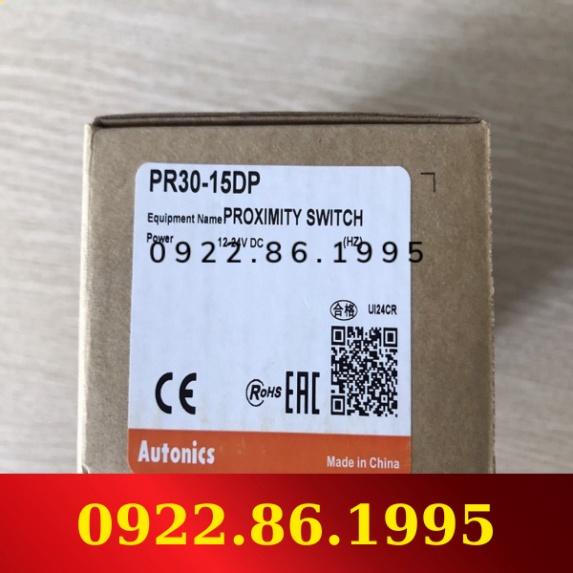 PR30-15DP
Equipment Name PROXIMITY SWITCH
Power 12-24V DC (HZ)
0922.86.1995
合格 UI24CR
CE RoHS EAC
Autonics
Made in China
0922.86.1995